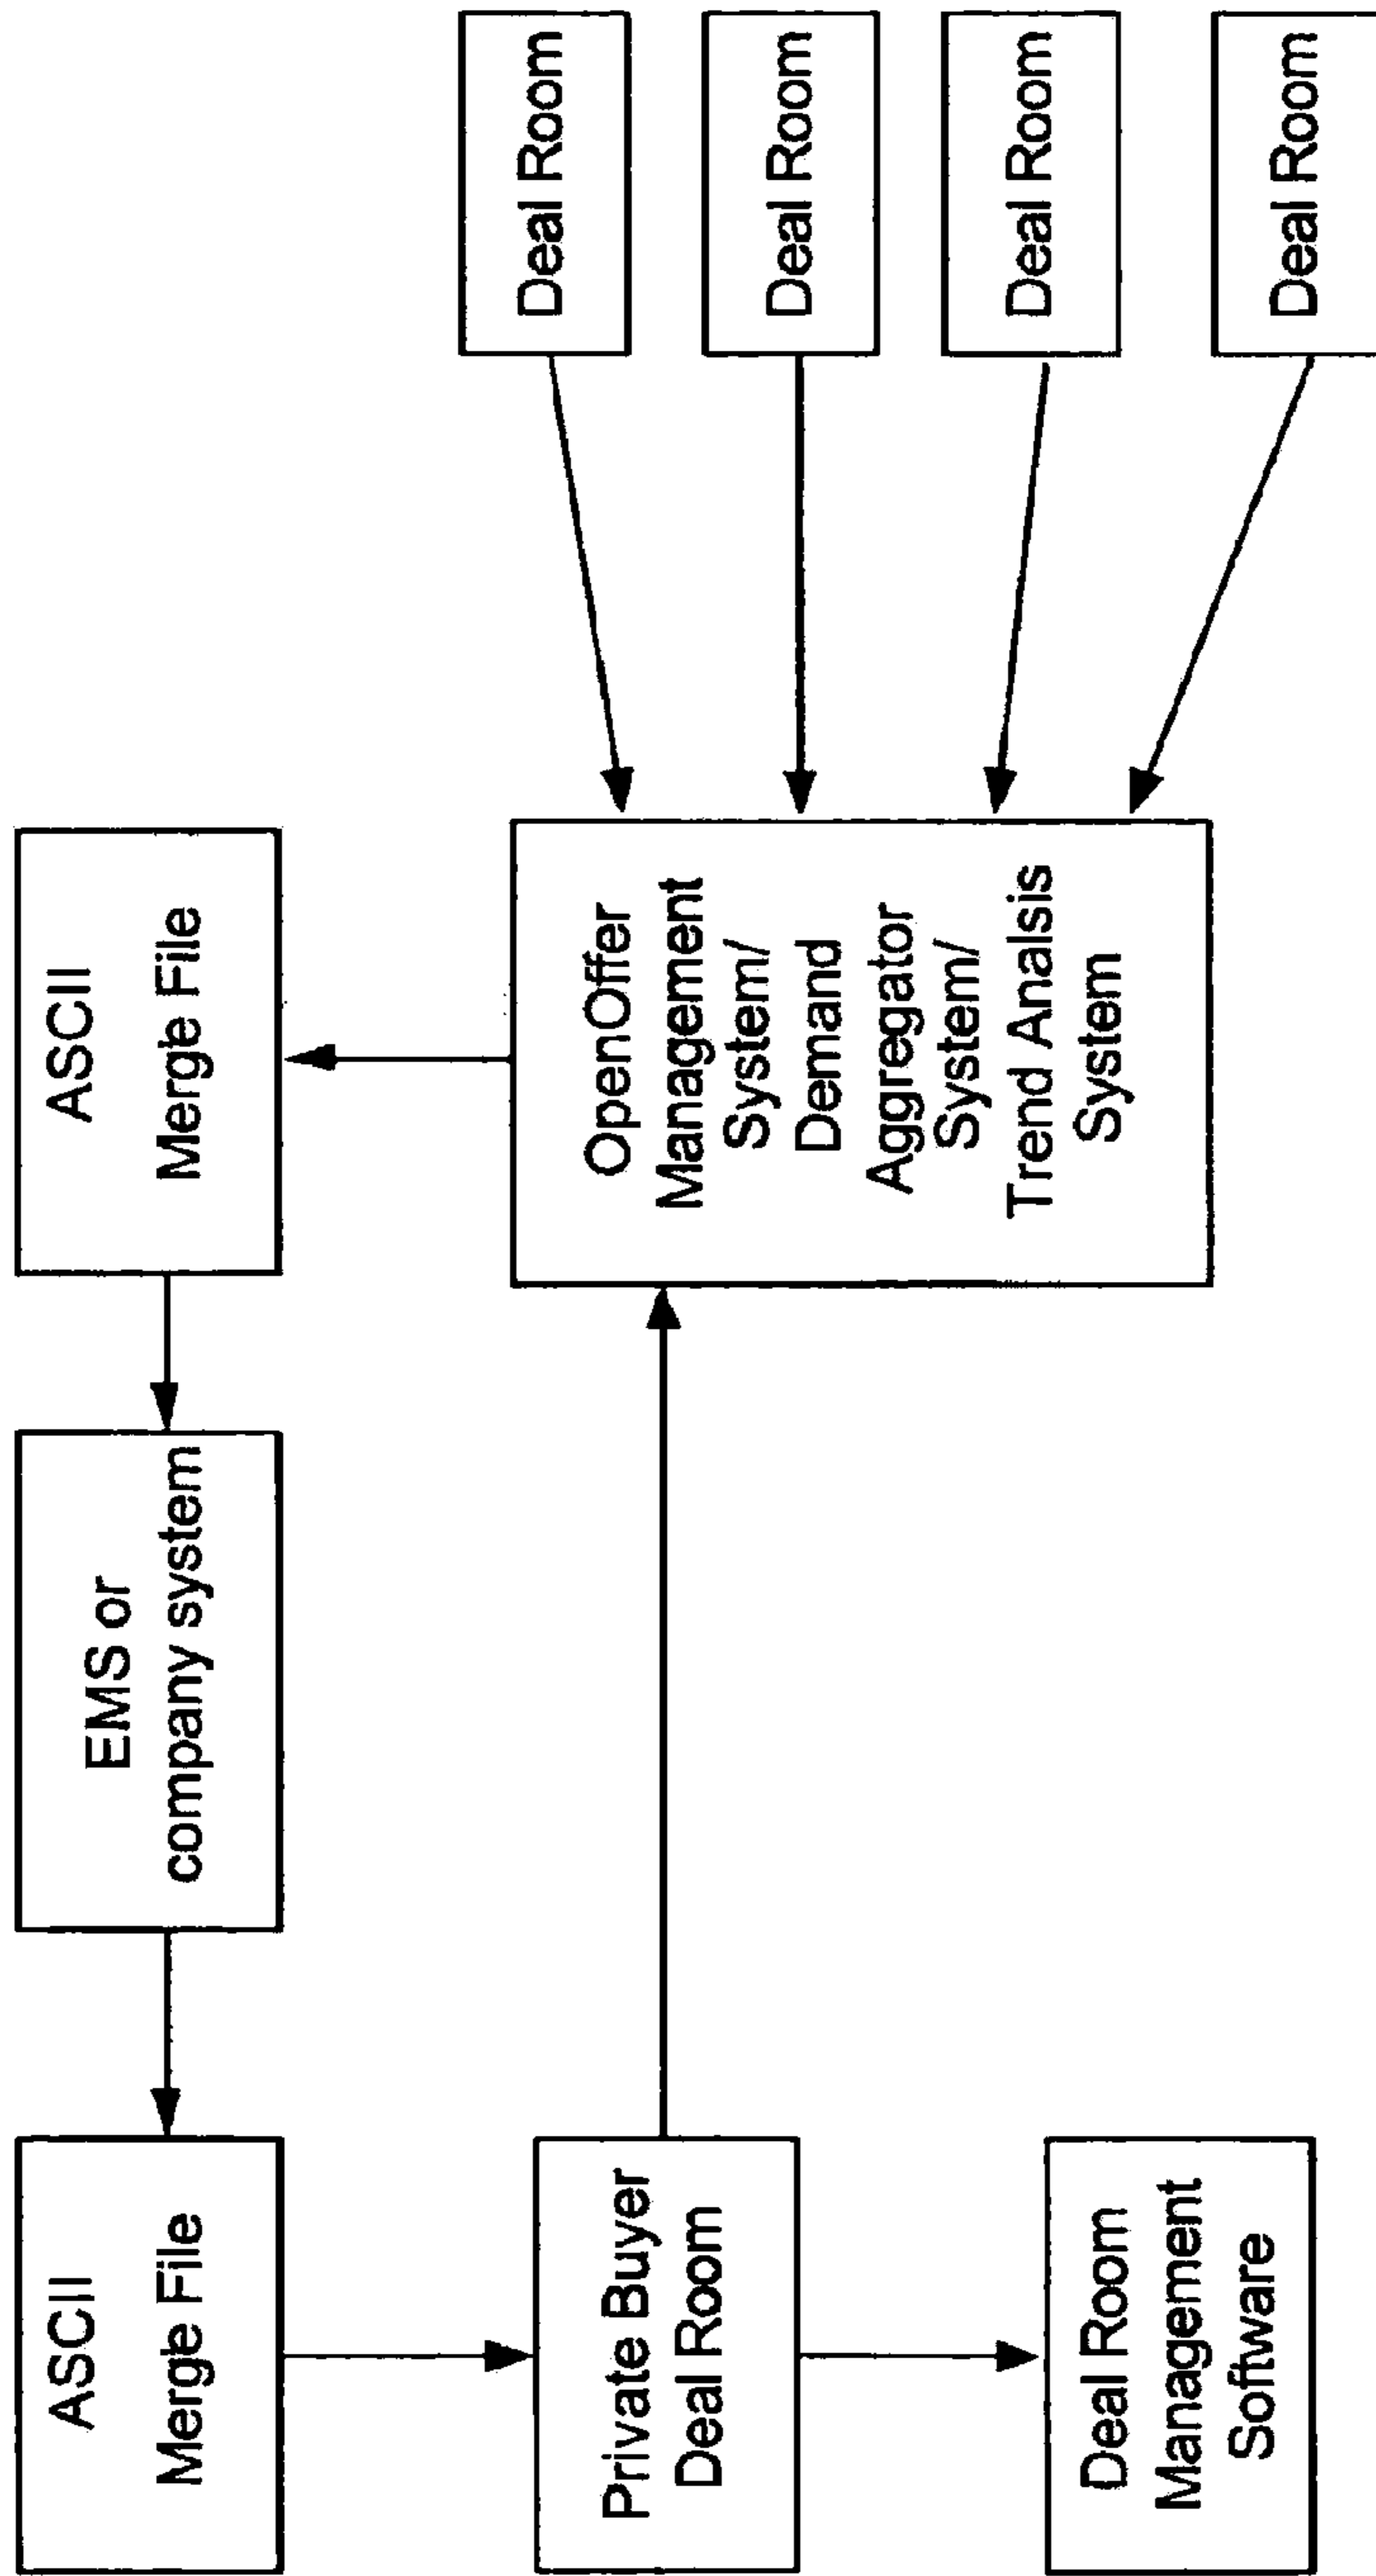 ASCII
Merge File
EMS or
company system
ASCII
Merge File
Private Buyer
Deal Room
Deal Room
Management
Software
OpenOffer
Management
System/
Demand
Aggregator
System/
Trend Analsis
System
Deal Room
Deal Room
Deal Room
Deal Room